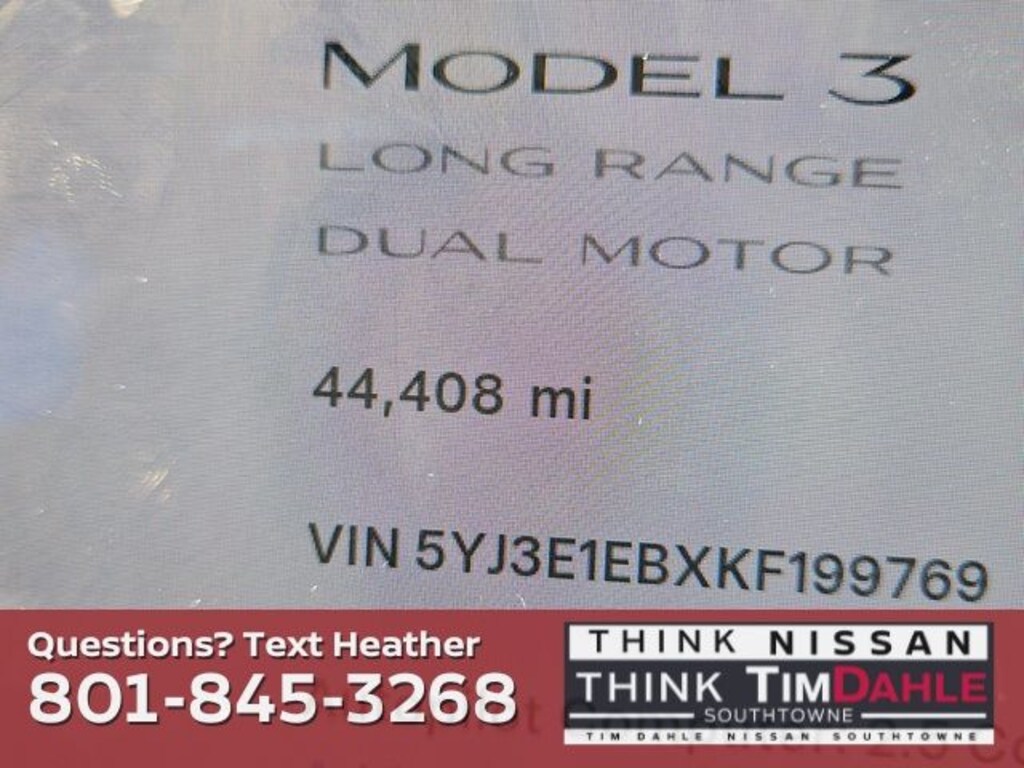 MODEL 3
LONG RANGE
DUAL MOTOR
44,408 mi
VIN 5YJ3E1EBXKF199769
Questions? Text Heather
801-845-3268
THINK NISSAN
THINK TIMDAHLE
SOUTHTOWNE
TIM DAHLE NISSAN SOUTHTOWNE